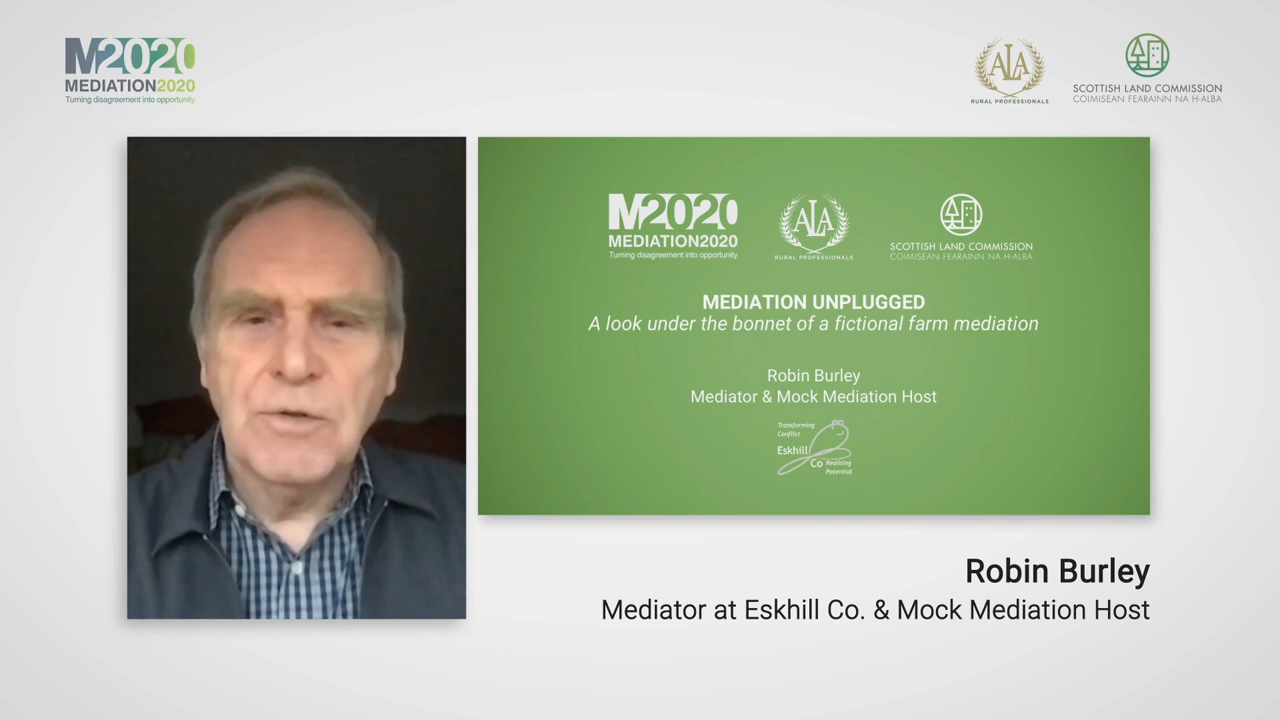 M2020
MEDIATION2020
Turning disagreement into opportunity
ALA
RURAL PROFESSIONALS
SCOTTISH LAND COMMISSION
COIMISEAN FEARAINN NA H-ALBA
M2020
MEDIATION2020
Turning disagreement into opportunity
ALA
RURAL PROFESSIONALS
SCOTTISH LAND COMMISSION
COIMISEAN FEARAINN NA H-ALBA
MEDIATION UNPLUGGED
A look under the bonnet of a fictional farm mediation
Robin Burley
Mediator & Mock Mediation Host
Transforming
Conflict
Eskhill
Co Realising
Potential
Robin Burley
Mediator at Eskhill Co. & Mock Mediation Host